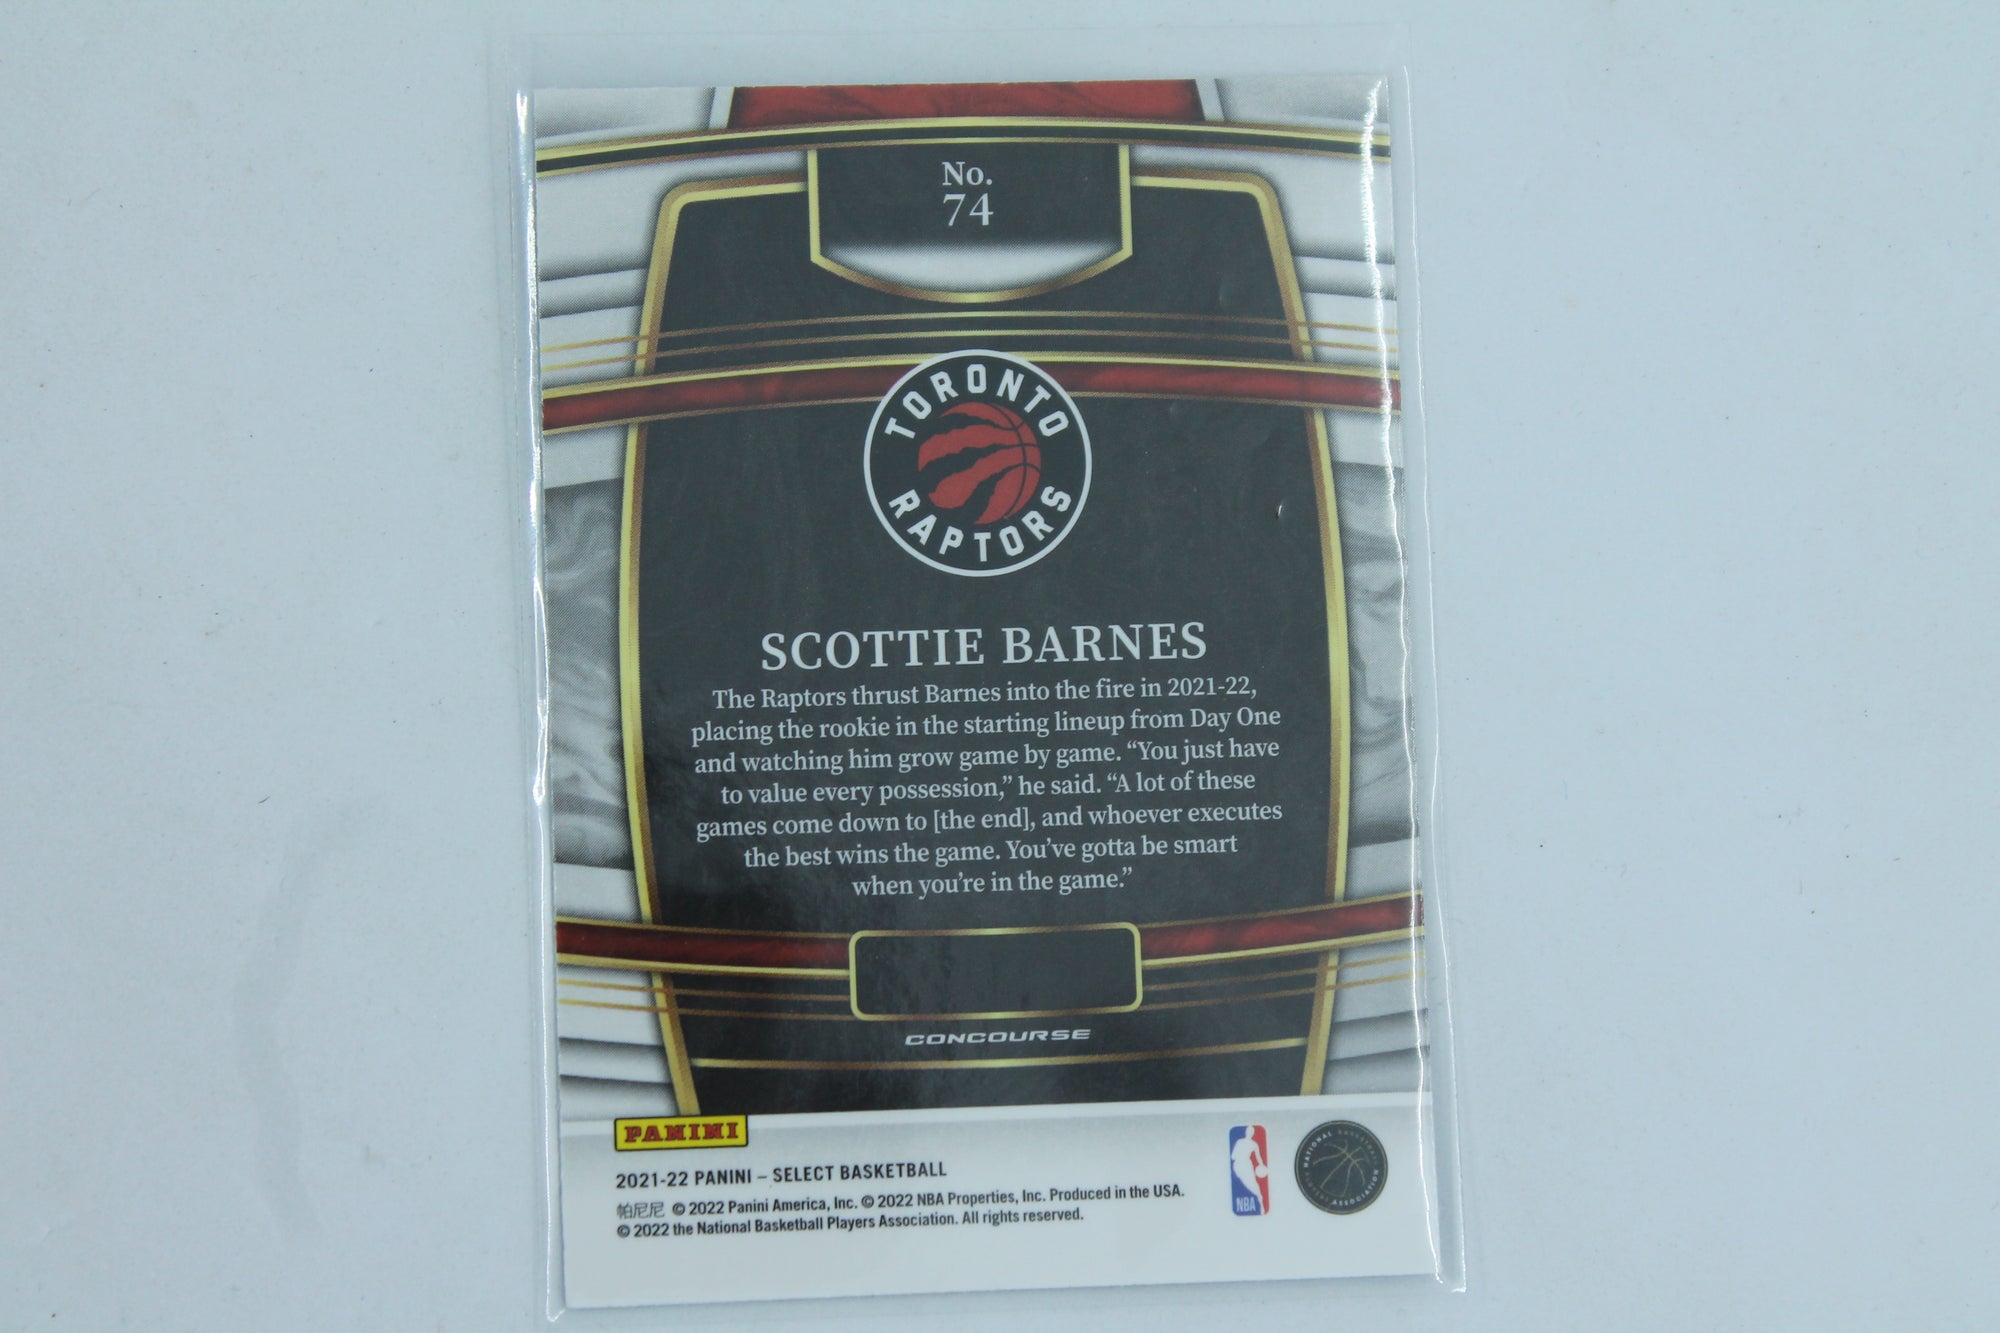 No.
74
TORONTO
RAPTORS
SCOTTIE BARNES
The Raptors thrust Barnes into the fire in 2021-22,
placing the rookie in the starting lineup from Day One
and watching him grow game by game. “You just have
to value every possession,” he said. “A lot of these
games come down to [the end], and whoever executes
the best wins the game. You’ve gotta be smart
when you’re in the game.”
CONCOURSE
PANINI
2021-22 PANINI – SELECT BASKETBALL
帕尼尼 © 2022 Panini America, Inc. © 2022 NBA Properties, Inc. Produced in the USA.
© 2022 the National Basketball Players Association. All rights reserved.
NBA
NATIONAL BASKETBALL
PLAYERS ASSOCIATION